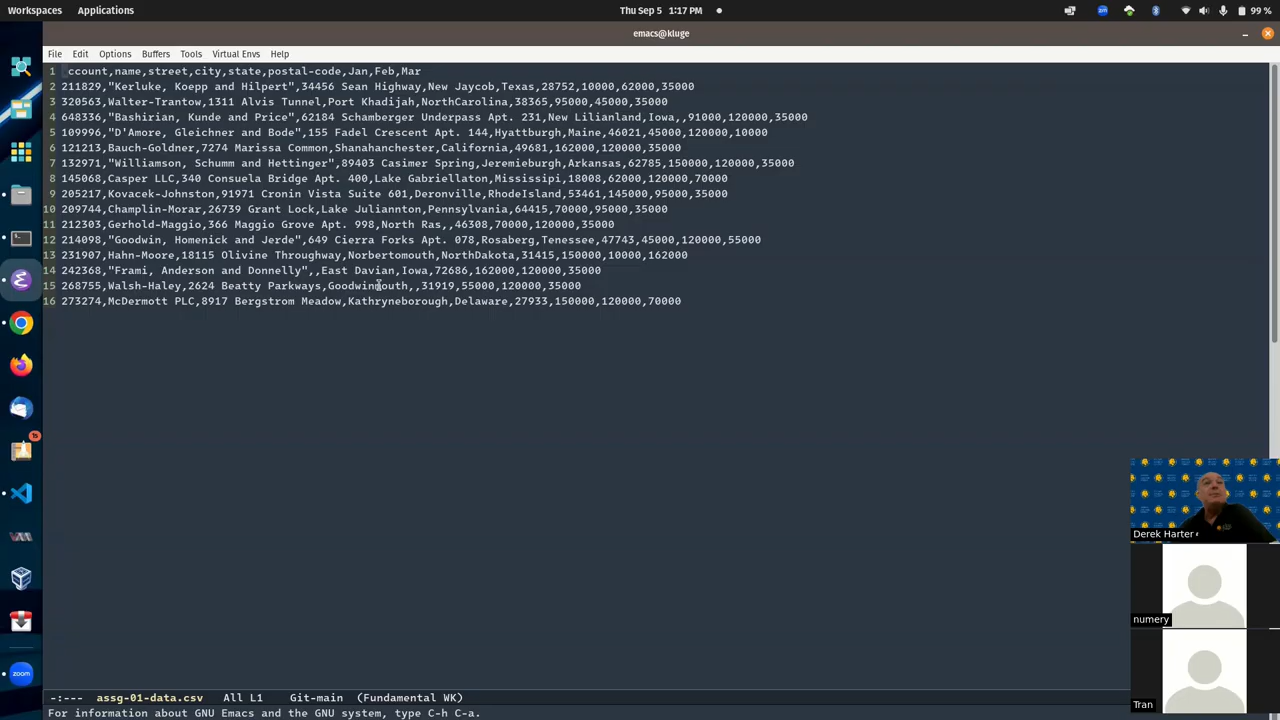 Workspaces Applications Thu Sep 5 1:17 PM 99 %
emacs@kluge
File Edit Options Buffers Tools Virtual Envs Help
1 ccount,name,street,city,state,postal-code,Jan,Feb,Mar
2 211829,"Kerluke, Koepp and Hilpert",34456 Sean Highway,New Jaycob,Texas,28752,10000,62000,35000
3 320563,Walter-Trantow,1311 Alvis Tunnel,Port Khadijah,NorthCarolina,38365,95000,45000,35000
4 648336,"Bashirian, Kunde and Price",62184 Schamberger Underpass Apt. 231,New Lilianland,Iowa,,91000,120000,35000
5 109996,"D'Amore, Gleichner and Bode",155 Fadel Crescent Apt. 144,Hyattburgh,Maine,46021,45000,120000,10000
6 121213,Bauch-Goldner,7274 Marissa Common,Shanahanchester,California,49681,162000,120000,35000
7 132971,"Williamson, Schumm and Hettinger",89403 Casimer Spring,Jeremieburgh,Arkansas,62785,150000,120000,35000
8 145068,Casper LLC,340 Consuela Bridge Apt. 400,Lake Gabriellaton,Mississipi,18008,62000,120000,70000
9 205217,Kovacek-Johnston,91971 Cronin Vista Suite 601,Deronville,RhodeIsland,53461,145000,95000,35000
10 209744,Champlin-Morar,26739 Grant Lock,Lake Juliannton,Pennsylvania,64415,70000,95000,35000
11 212303,Gerhold-Maggio,366 Maggio Grove Apt. 998,North Ras,,46308,70000,120000,35000
12 214098,"Goodwin, Homenick and Jerde",649 Cierra Forks Apt. 078,Rosaberg,Tenessee,47743,45000,120000,55000
13 231907,Hahn-Moore,18115 Olivine Throughway,Norbertomouth,NorthDakota,31415,150000,10000,162000
14 242368,"Frami, Anderson and Donnelly",,East Davian,Iowa,72686,162000,120000,35000
15 268755,Walsh-Haley,2624 Beatty Parkways,Goodwinmouth,,31919,55000,120000,35000
16 273274,McDermott PLC,8917 Bergstrom Meadow,Kathryneborough,Delaware,27933,150000,120000,70000
15
zoom
Derek Harter
numery
Tran
-:--- assg-01-data.csv All L1 Git-main (Fundamental WK)
For information about GNU Emacs and the GNU system, type C-h C-a.